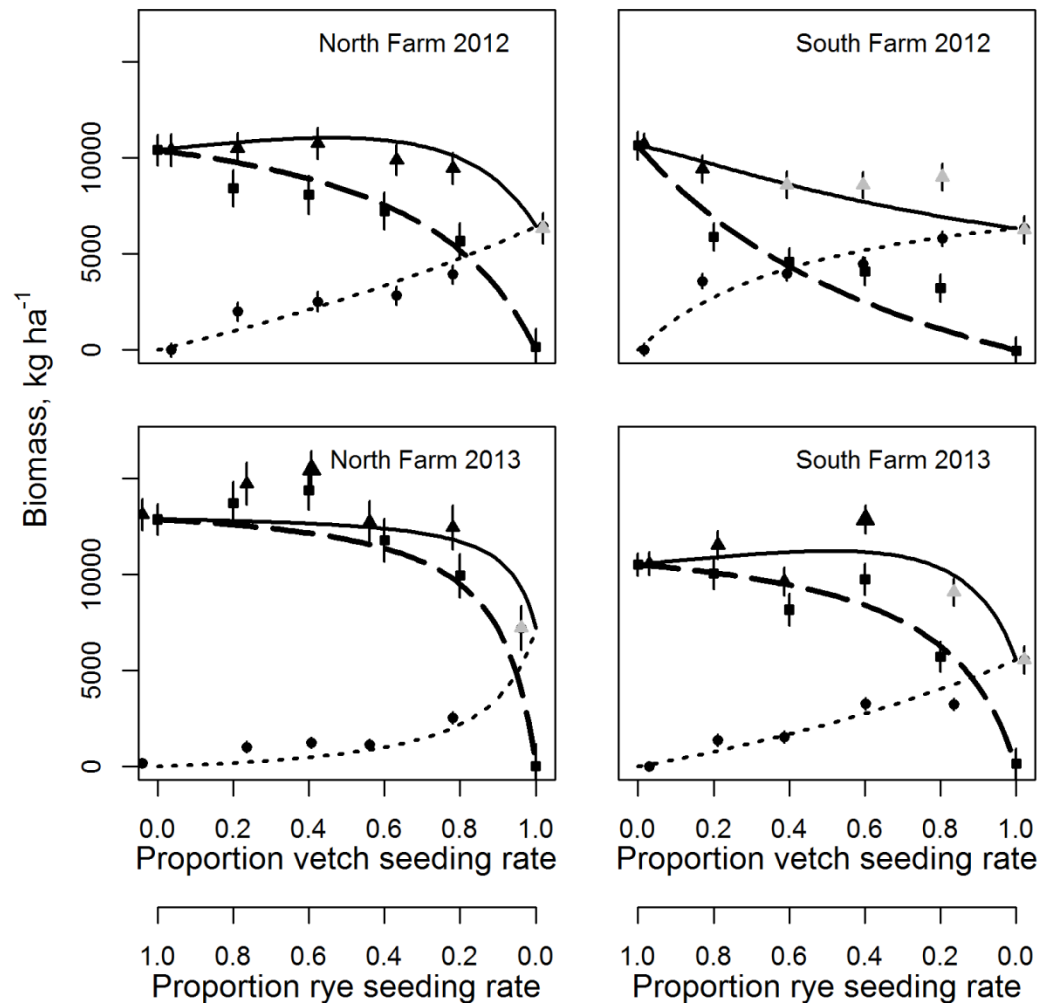 North Farm 2012
South Farm 2012
10000
5000
0
Biomass, kg ha⁻¹
North Farm 2013
South Farm 2013
10000
5000
0
0.0 0.2 0.4 0.6 0.8 1.0
0.0 0.2 0.4 0.6 0.8 1.0
Proportion vetch seeding rate
Proportion vetch seeding rate
1.0 0.8 0.6 0.4 0.2 0.0
1.0 0.8 0.6 0.4 0.2 0.0
Proportion rye seeding rate
Proportion rye seeding rate